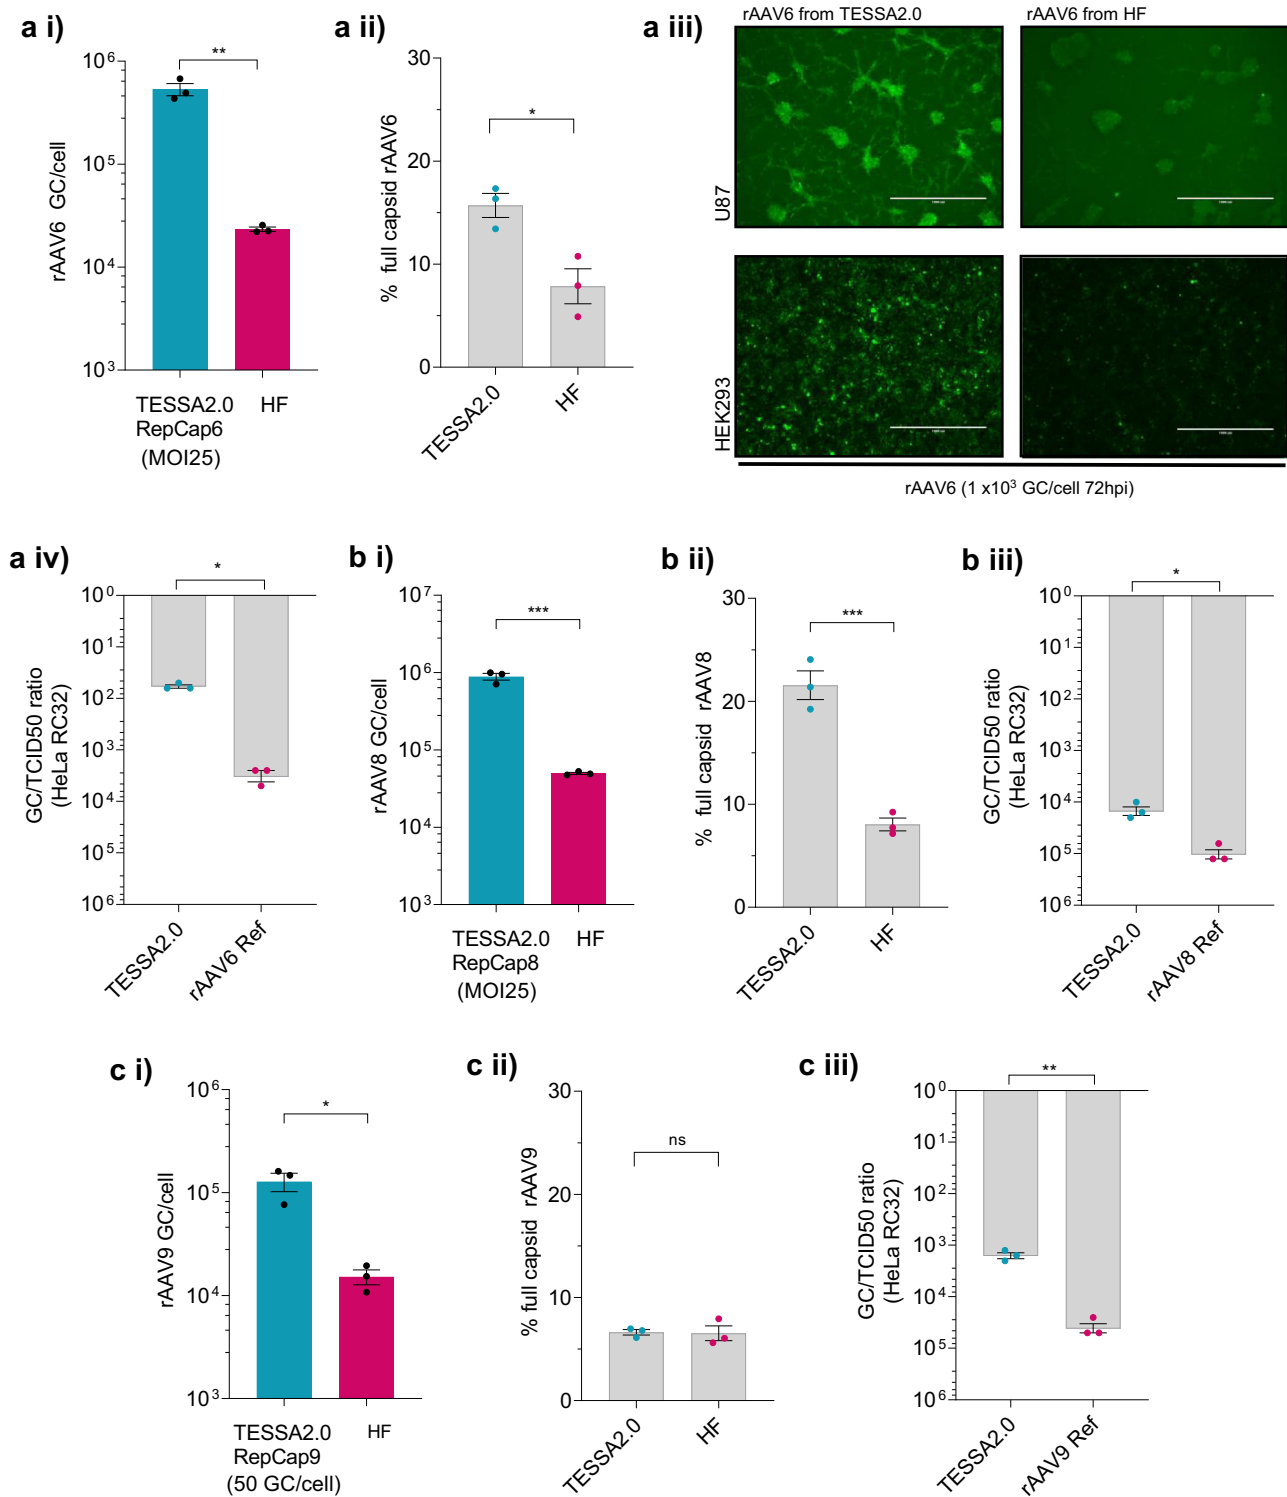 a i)
rAAV6 GC/cell
10⁶
10⁵
10⁴
10³
**
TESSA2.0
RepCap6
(MOI25)
HF
a ii)
% full capsid rAAV6
30
20
10
0
*
TESSA2.0
HF
a iii)
rAAV6 from TESSA2.0
rAAV6 from HF
U87
HEK293
rAAV6 (1 x10³ GC/cell 72hpi)
a iv)
GC/TCID50 ratio
(HeLa RC32)
10⁰
10¹
10²
10³
10⁴
10⁵
10⁶
*
TESSA2.0
rAAV6 Ref
b i)
rAAV8 GC/cell
10⁷
10⁶
10⁵
10⁴
10³
***
TESSA2.0
RepCap8
(MOI25)
HF
b ii)
% full capsid rAAV8
30
20
10
0
***
TESSA2.0
HF
b iii)
GC/TCID50 ratio
(HeLa RC32)
10⁰
10¹
10²
10³
10⁴
10⁵
10⁶
*
TESSA2.0
rAAV8 Ref
c i)
rAAV9 GC/cell
10⁶
10⁵
10⁴
10³
*
TESSA2.0
RepCap9
(50 GC/cell)
HF
c ii)
% full capsid rAAV9
30
20
10
0
ns
TESSA2.0
HF
c iii)
GC/TCID50 ratio
(HeLa RC32)
10⁰
10¹
10²
10³
10⁴
10⁵
10⁶
**
TESSA2.0
rAAV9 Ref